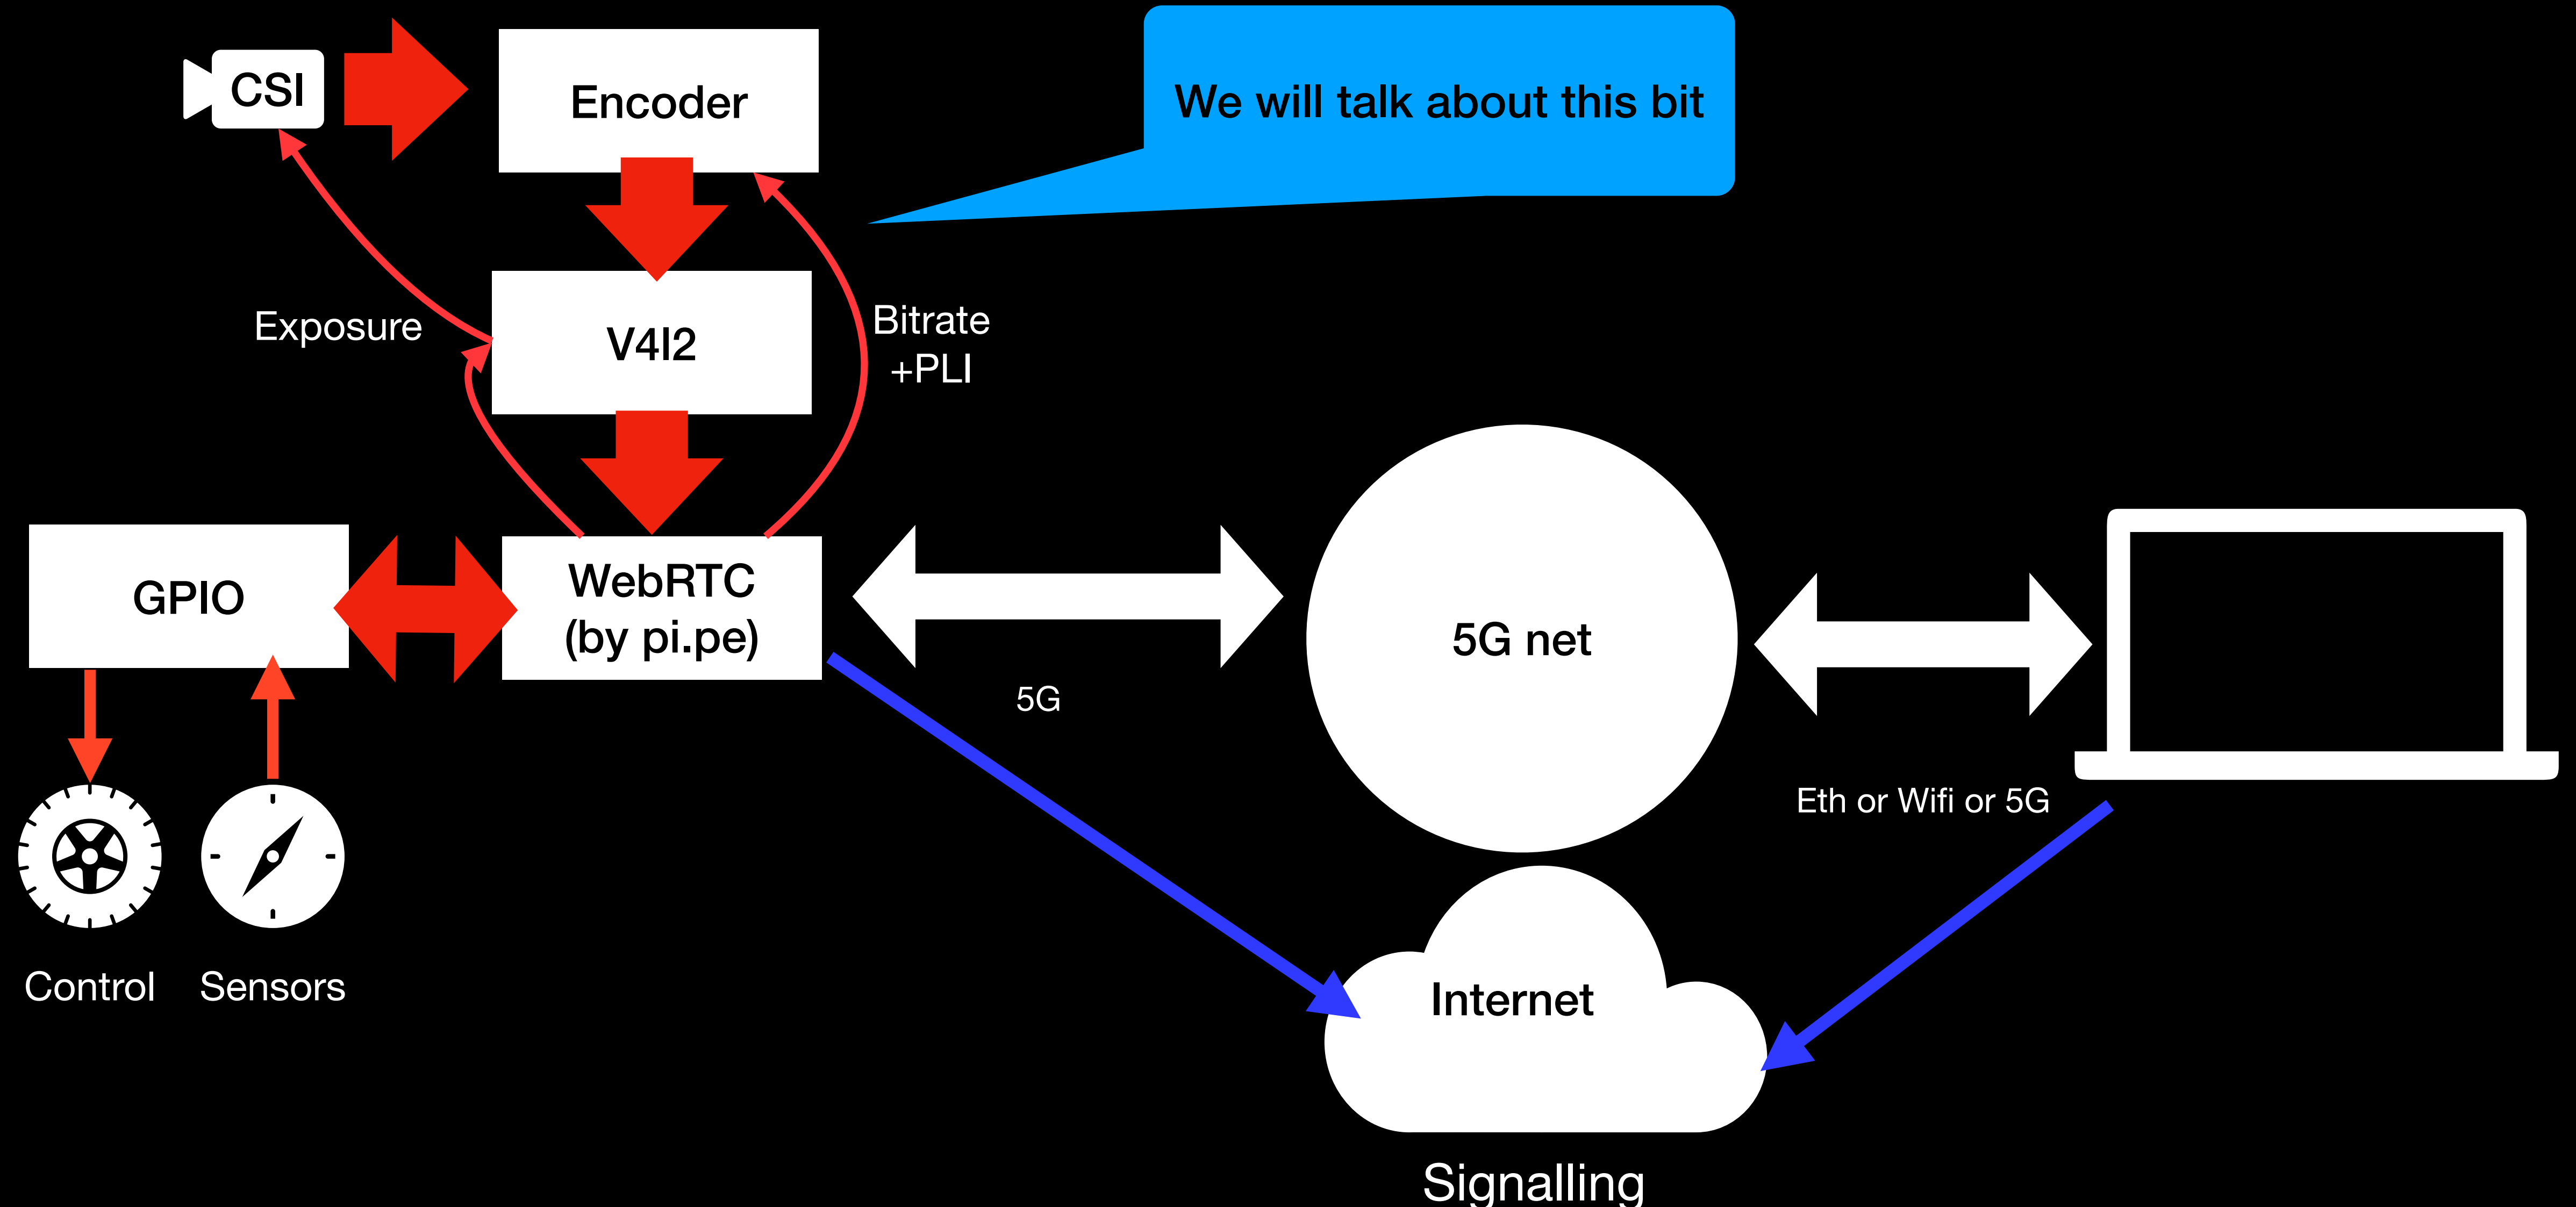 CSI
Encoder
We will talk about this bit
Exposure
V4l2
Bitrate
+PLI
GPIO
WebRTC
(by pi.pe)
5G
5G net
Eth or Wifi or 5G
Control
Sensors
Internet
Signalling